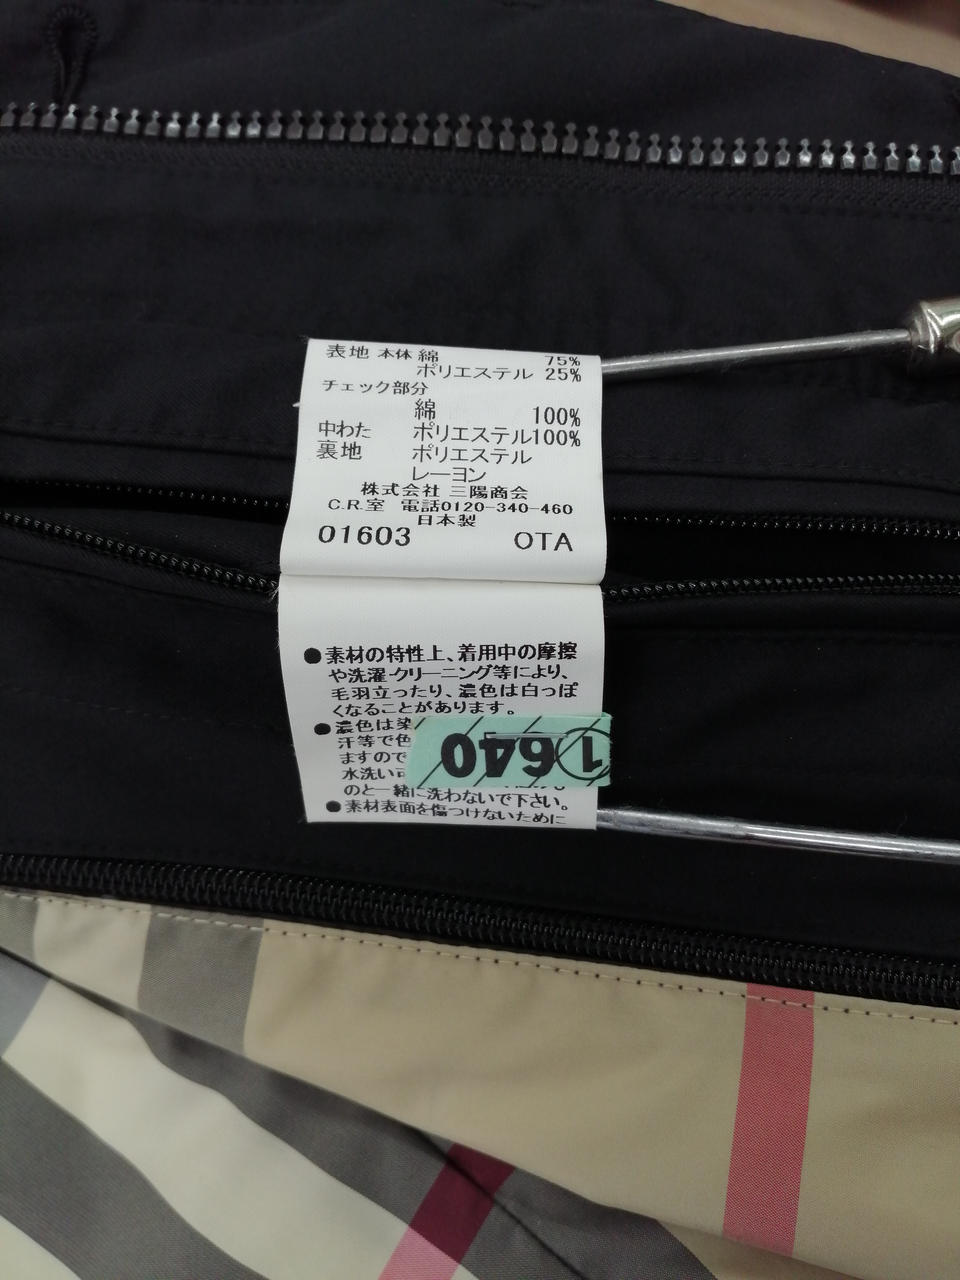 表地 本体 綿 75%
ポリエステル 25%
チェック部分
綿 100%
中わた ポリエステル100%
裏地 ポリエステル
レーヨン
株式会社 三陽商会
C.R.室 電話0120-340-460
日本製
01603 OTA
●素材の特性上、着用中の摩擦
や洗濯・クリーニング等により、
毛羽立ったり、濃色は白っぽ
くなることがあります。
●濃色は染
汗等で色
ますので
水洗い可
のと一緒に洗わないで下さい。
●素材表面を傷つけないために
1 640